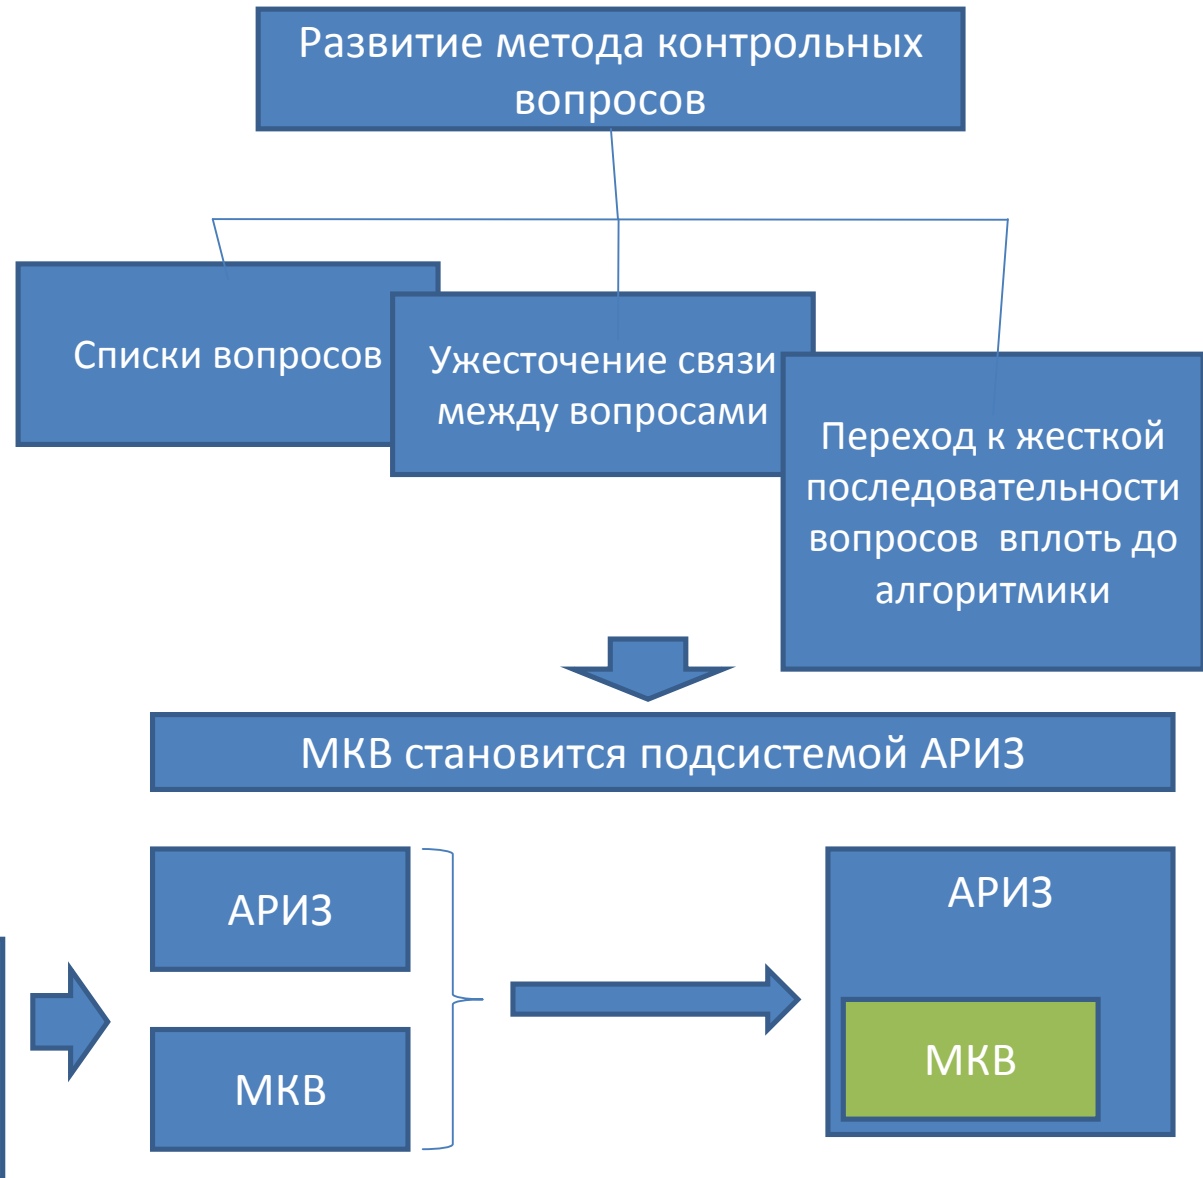 Развитие метода контрольных
вопросов
Списки вопросов
Ужесточение связи
между вопросами
Переход к жесткой
последовательности
вопросов  вплоть до
алгоритмики
МКВ становится подсистемой АРИЗ
АРИЗ
МКВ
АРИЗ
МКВ